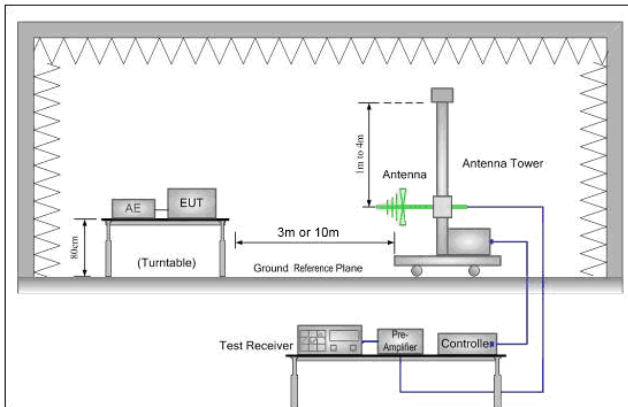 1m to 4m
Antenna
Antenna Tower
AE
EUT
80cm
(Turntable)
3m or 10m
Ground Reference Plane
Test Receiver
Pre-
Amplifier
Controller